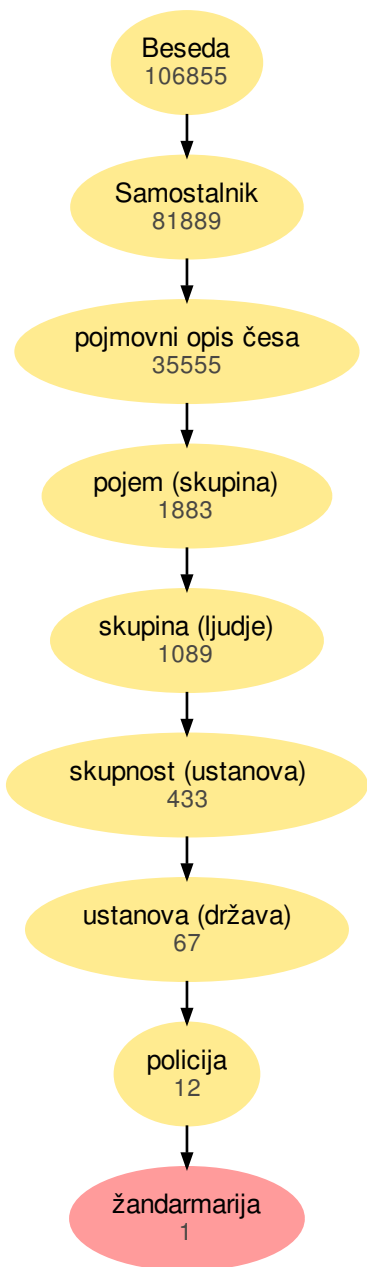 Beseda
106855
Samostalnik
81889
pojmovni opis česa
35555
pojem (skupina)
1883
skupina (ljudje)
1089
skupnost (ustanova)
433
ustanova (država)
67
policija
12
žandarmarija
1